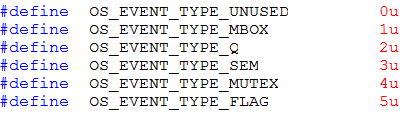 #define OS_EVENT_TYPE_UNUSED 0u
#define OS_EVENT_TYPE_MBOX 1u
#define OS_EVENT_TYPE_Q 2u
#define OS_EVENT_TYPE_SEM 3u
#define OS_EVENT_TYPE_MUTEX 4u
#define OS_EVENT_TYPE_FLAG 5u